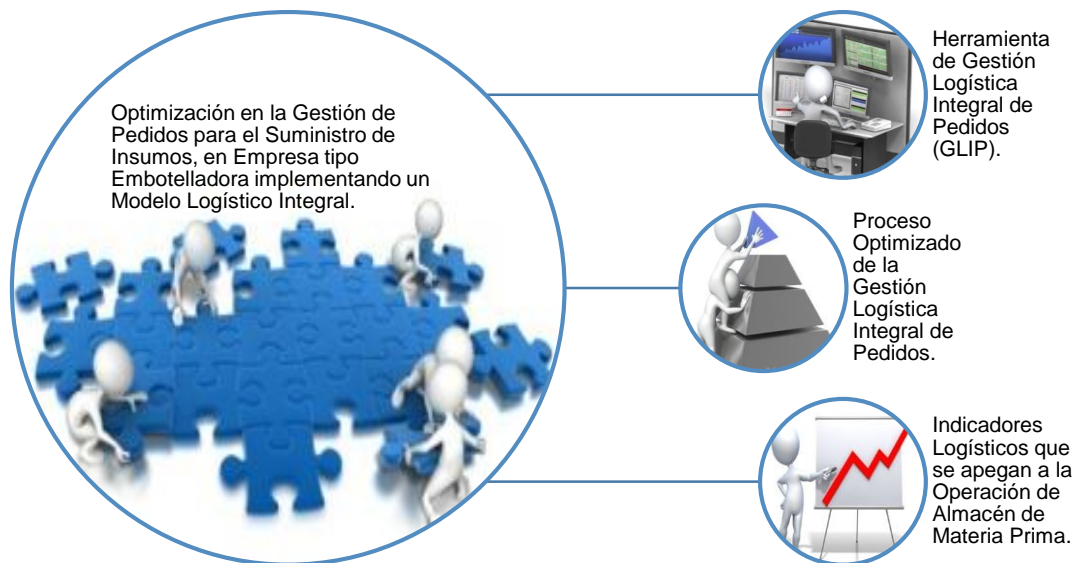 Optimización en la Gestión de
Pedidos para el Suministro de
Insumos, en Empresa tipo
Embotelladora implementando un
Modelo Logístico Integral.
Herramienta
de Gestión
Logística
Integral de
Pedidos
(GLIP).
Proceso
Optimizado
de la
Gestión
Logística
Integral de
Pedidos.
Indicadores
Logísticos que
se apegan a la
Operación de
Almacén de
Materia Prima.